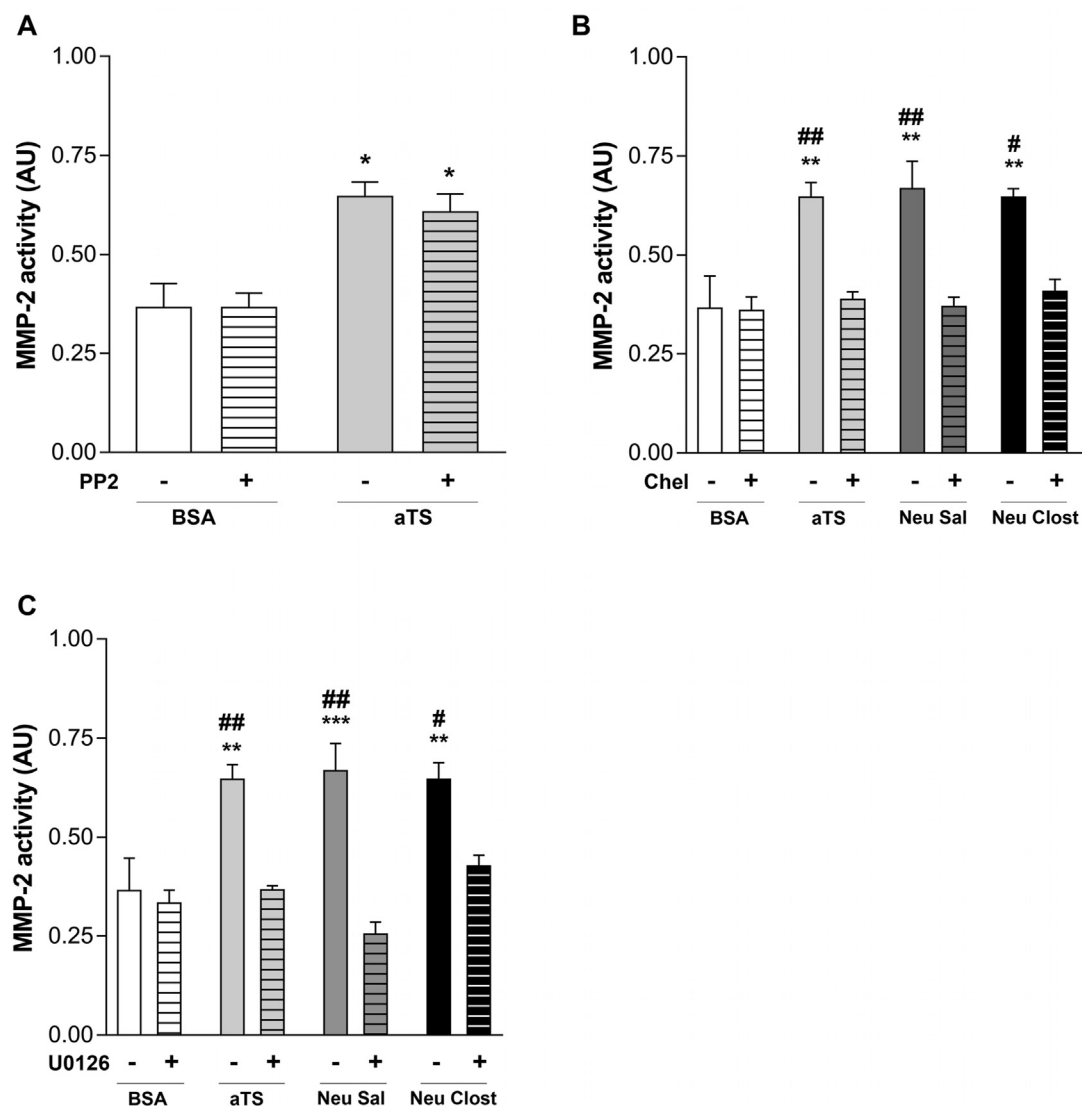 A
MMP-2 activity (AU)
1.00
0.75
0.50
0.25
0.00
* *
PP2 - + - +
BSA aTS
B
MMP-2 activity (AU)
1.00
0.75
0.50
0.25
0.00
## ## #
** ** **
Chel - + - + - + - +
BSA aTS Neu Sal Neu Clost
C
MMP-2 activity (AU)
1.00
0.75
0.50
0.25
0.00
## ## #
** *** **
U0126 - + - + - + - +
BSA aTS Neu Sal Neu Clost